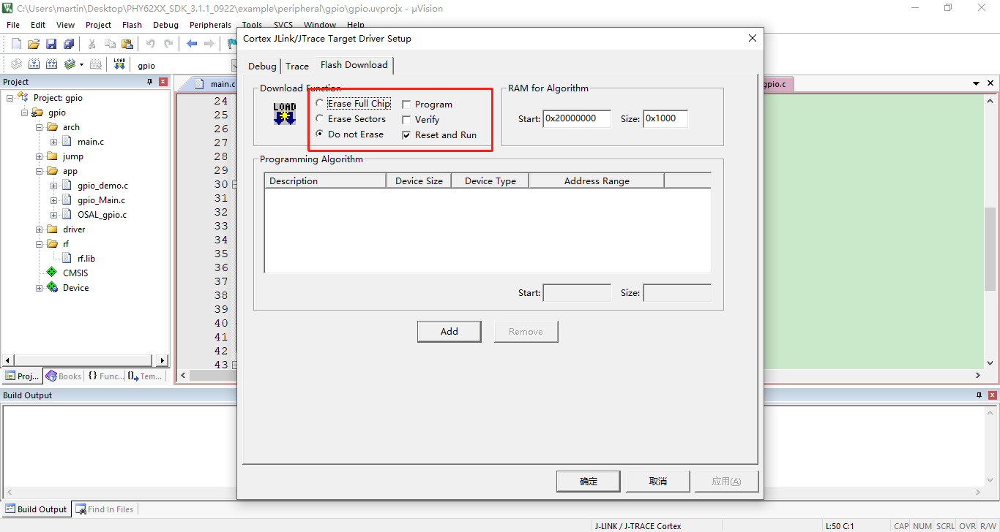 C:\Users\martin\Desktop\PHY62XX_SDK_3.1.1_0922\example\peripheral\gpio\gpio.uvprojx - µVision
File Edit View Project Flash Debug Peripherals Tools SVCS Window Help
LOAD gpio
Project
Project: gpio
gpio
arch
main.c
jump
app
gpio_demo.c
gpio_Main.c
OSAL_gpio.c
driver
rf
rf.lib
CMSIS
Device
Proj... Books {} Func... Tem...
main.c
gpio.c
24
25
26
27
28
29
30
31
32
33
34
35
36
37
38
39
40
41
42
43
Cortex JLink/JTrace Target Driver Setup
Debug Trace Flash Download
Download Function
LOAD
Erase Full Chip Program
Erase Sectors Verify
Do not Erase Reset and Run
RAM for Algorithm
Start: 0x20000000 Size: 0x1000
Programming Algorithm
Description Device Size Device Type Address Range
Start: Size:
Add Remove
确定 取消 应用(A)
Build Output
Build Output Find In Files
J-LINK / J-TRACE Cortex L:50 C:1 CAP NUM SCRL OVR R/W